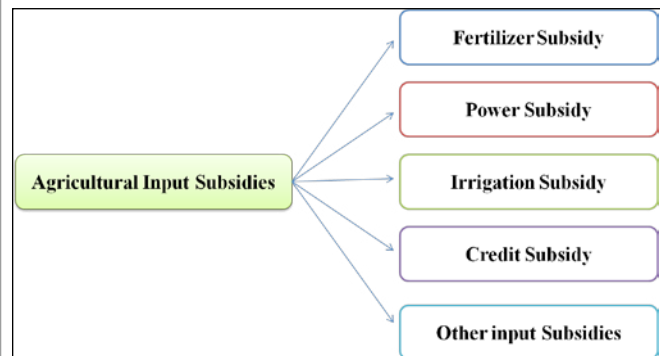 Fertilizer Subsidy
Power Subsidy
Agricultural Input Subsidies
Irrigation Subsidy
Credit Subsidy
Other input Subsidies